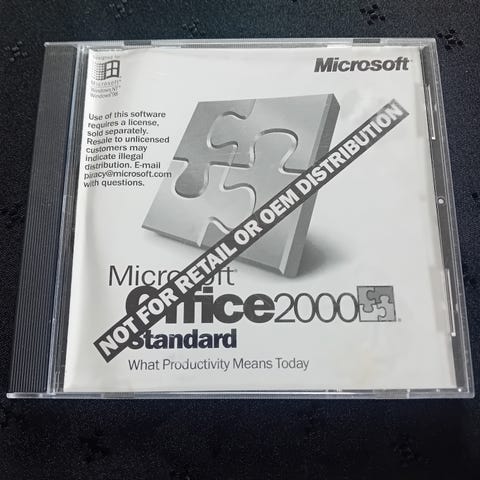 Designed for
Microsoft®
Windows NT®
Windows®98
Microsoft®
Use of this software
requires a license,
sold separately.
Resale to unlicensed
customers may
indicate illegal
distribution. E-mail
piracy@microsoft.com
with questions.
NOT FOR RETAIL OR OEM DISTRIBUTION
Microsoft®
Office 2000
Standard
What Productivity Means Today